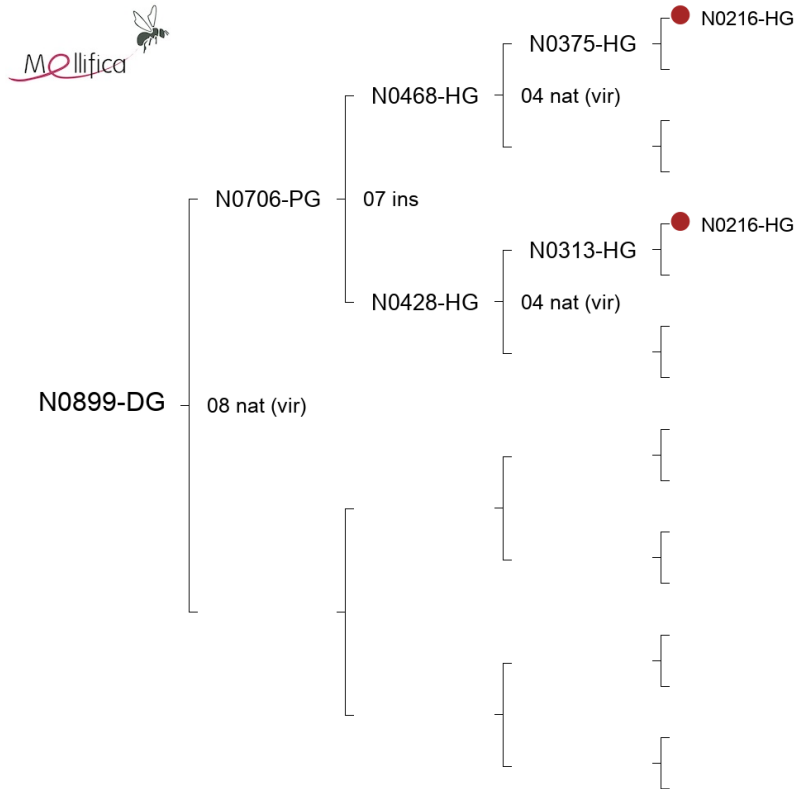 Mellifica
N0216-HG
N0375-HG
N0468-HG
04 nat (vir)
N0706-PG
07 ins
N0216-HG
N0313-HG
N0428-HG
04 nat (vir)
N0899-DG
08 nat (vir)